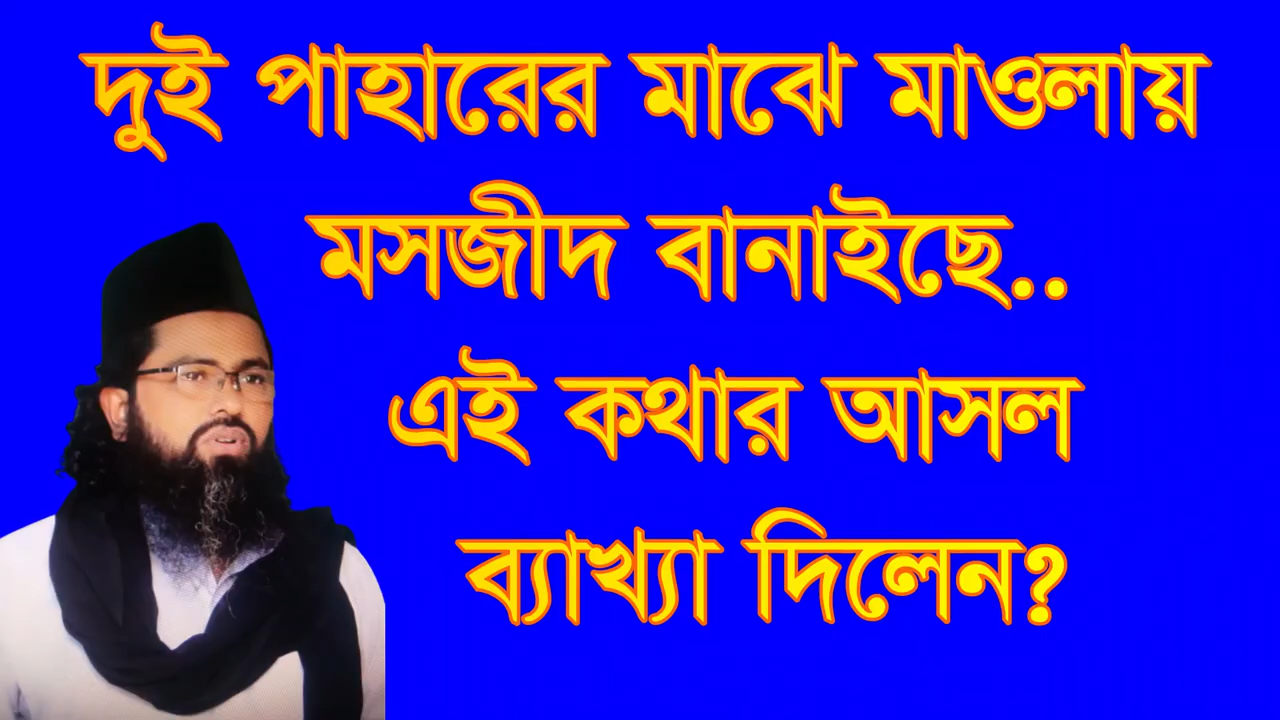 দুই পাহারের মাঝে মাওলায়
মসজীদ বানাইছে..
এই কথার আসল
ব্যাখ্যা দিলেন?